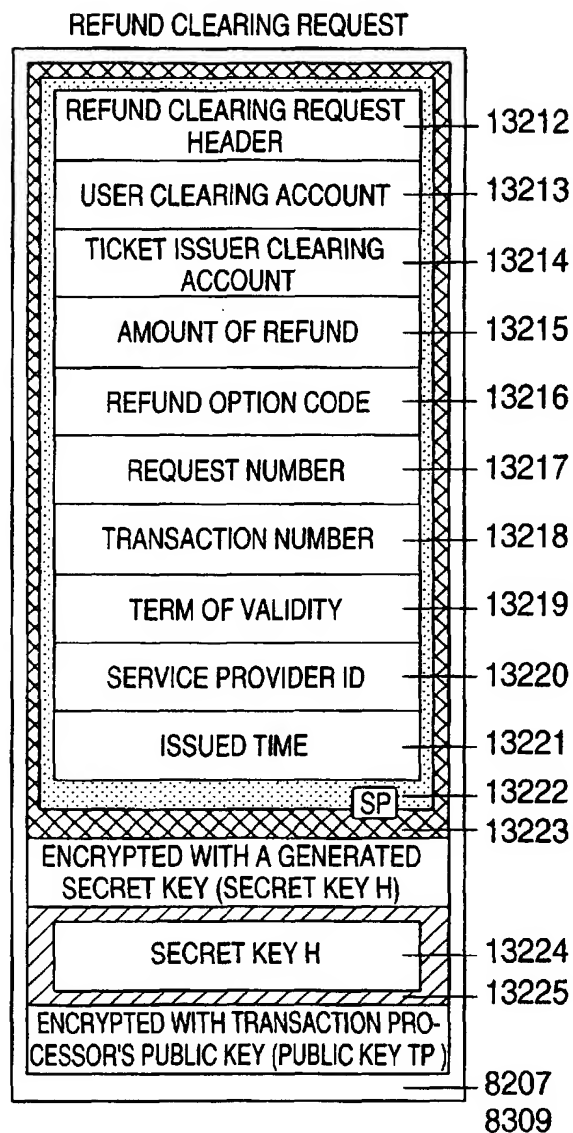 REFUND CLEARING REQUEST
REFUND CLEARING REQUEST
HEADER
13212
USER CLEARING ACCOUNT
13213
TICKET ISSUER CLEARING
ACCOUNT
13214
AMOUNT OF REFUND
13215
REFUND OPTION CODE
13216
REQUEST NUMBER
13217
TRANSACTION NUMBER
13218
TERM OF VALIDITY
13219
SERVICE PROVIDER ID
13220
ISSUED TIME
13221
SP
13222
13223
ENCRYPTED WITH A GENERATED
SECRET KEY (SECRET KEY H)
SECRET KEY H
13224
13225
ENCRYPTED WITH TRANSACTION PRO-
CESSOR'S PUBLIC KEY (PUBLIC KEY TP)
8207
8309